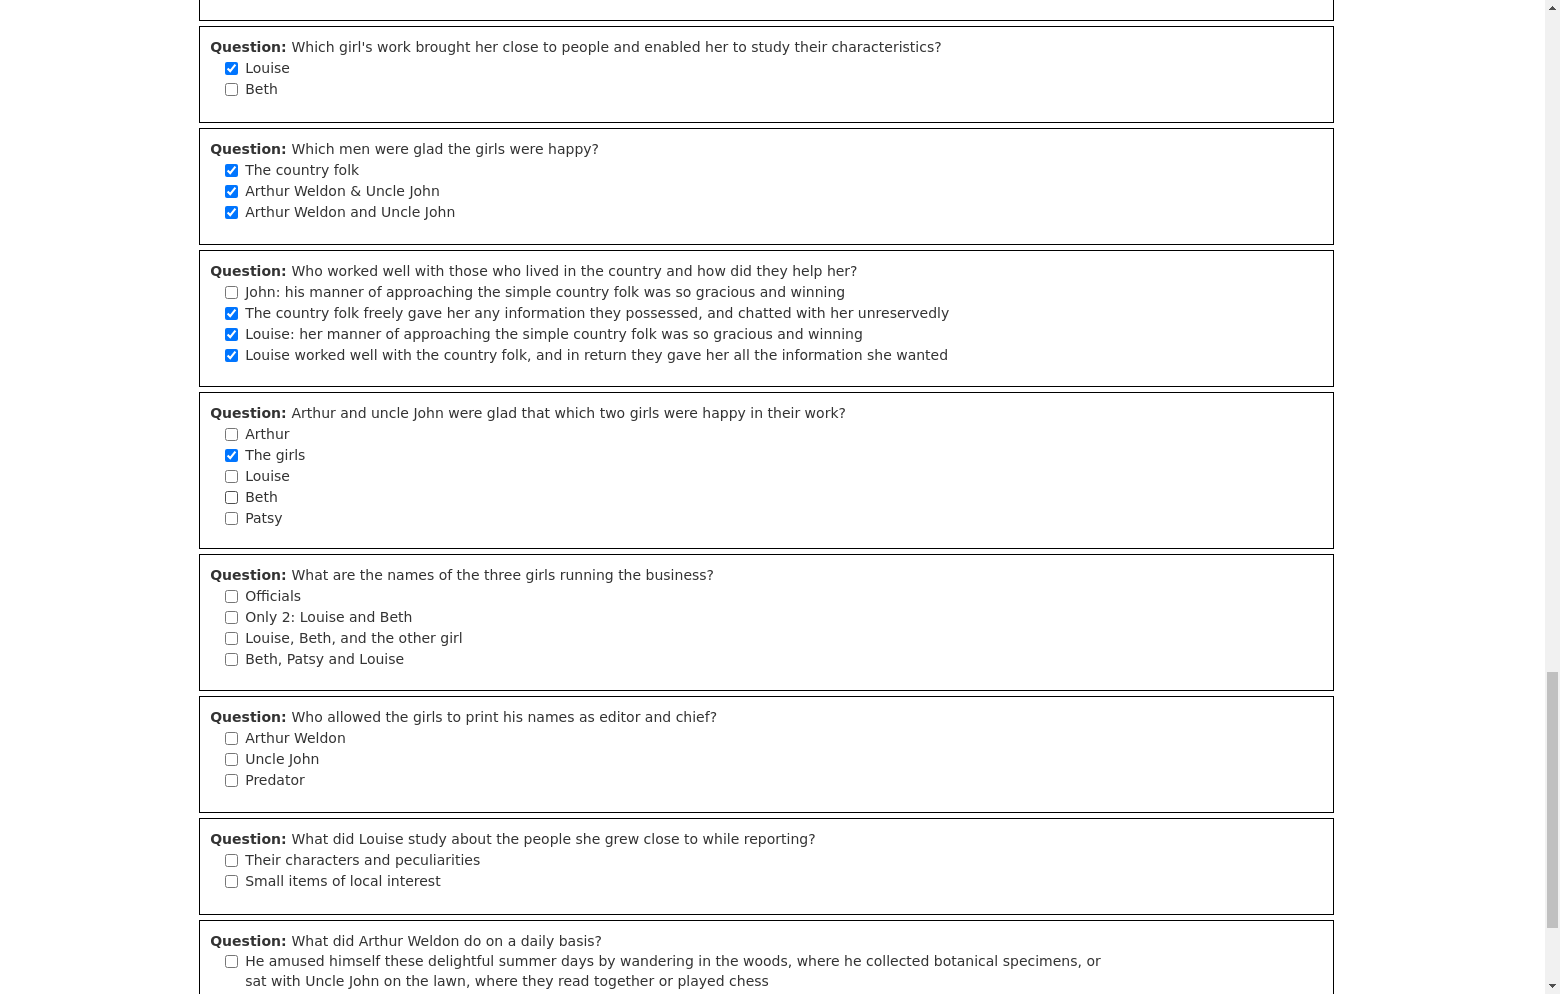 Question: Which girl's work brought her close to people and enabled her to study their characteristics?
Louise
Beth
Question: Which men were glad the girls were happy?
The country folk
Arthur Weldon & Uncle John
Arthur Weldon and Uncle John
Question: Who worked well with those who lived in the country and how did they help her?
John: his manner of approaching the simple country folk was so gracious and winning
The country folk freely gave her any information they possessed, and chatted with her unreservedly
Louise: her manner of approaching the simple country folk was so gracious and winning
Louise worked well with the country folk, and in return they gave her all the information she wanted
Question: Arthur and uncle John were glad that which two girls were happy in their work?
Arthur
The girls
Louise
Beth
Patsy
Question: What are the names of the three girls running the business?
Officials
Only 2: Louise and Beth
Louise, Beth, and the other girl
Beth, Patsy and Louise
Question: Who allowed the girls to print his names as editor and chief?
Arthur Weldon
Uncle John
Predator
Question: What did Louise study about the people she grew close to while reporting?
Their characters and peculiarities
Small items of local interest
Question: What did Arthur Weldon do on a daily basis?
He amused himself these delightful summer days by wandering in the woods, where he collected botanical specimens, or
sat with Uncle John on the lawn, where they read together or played chess